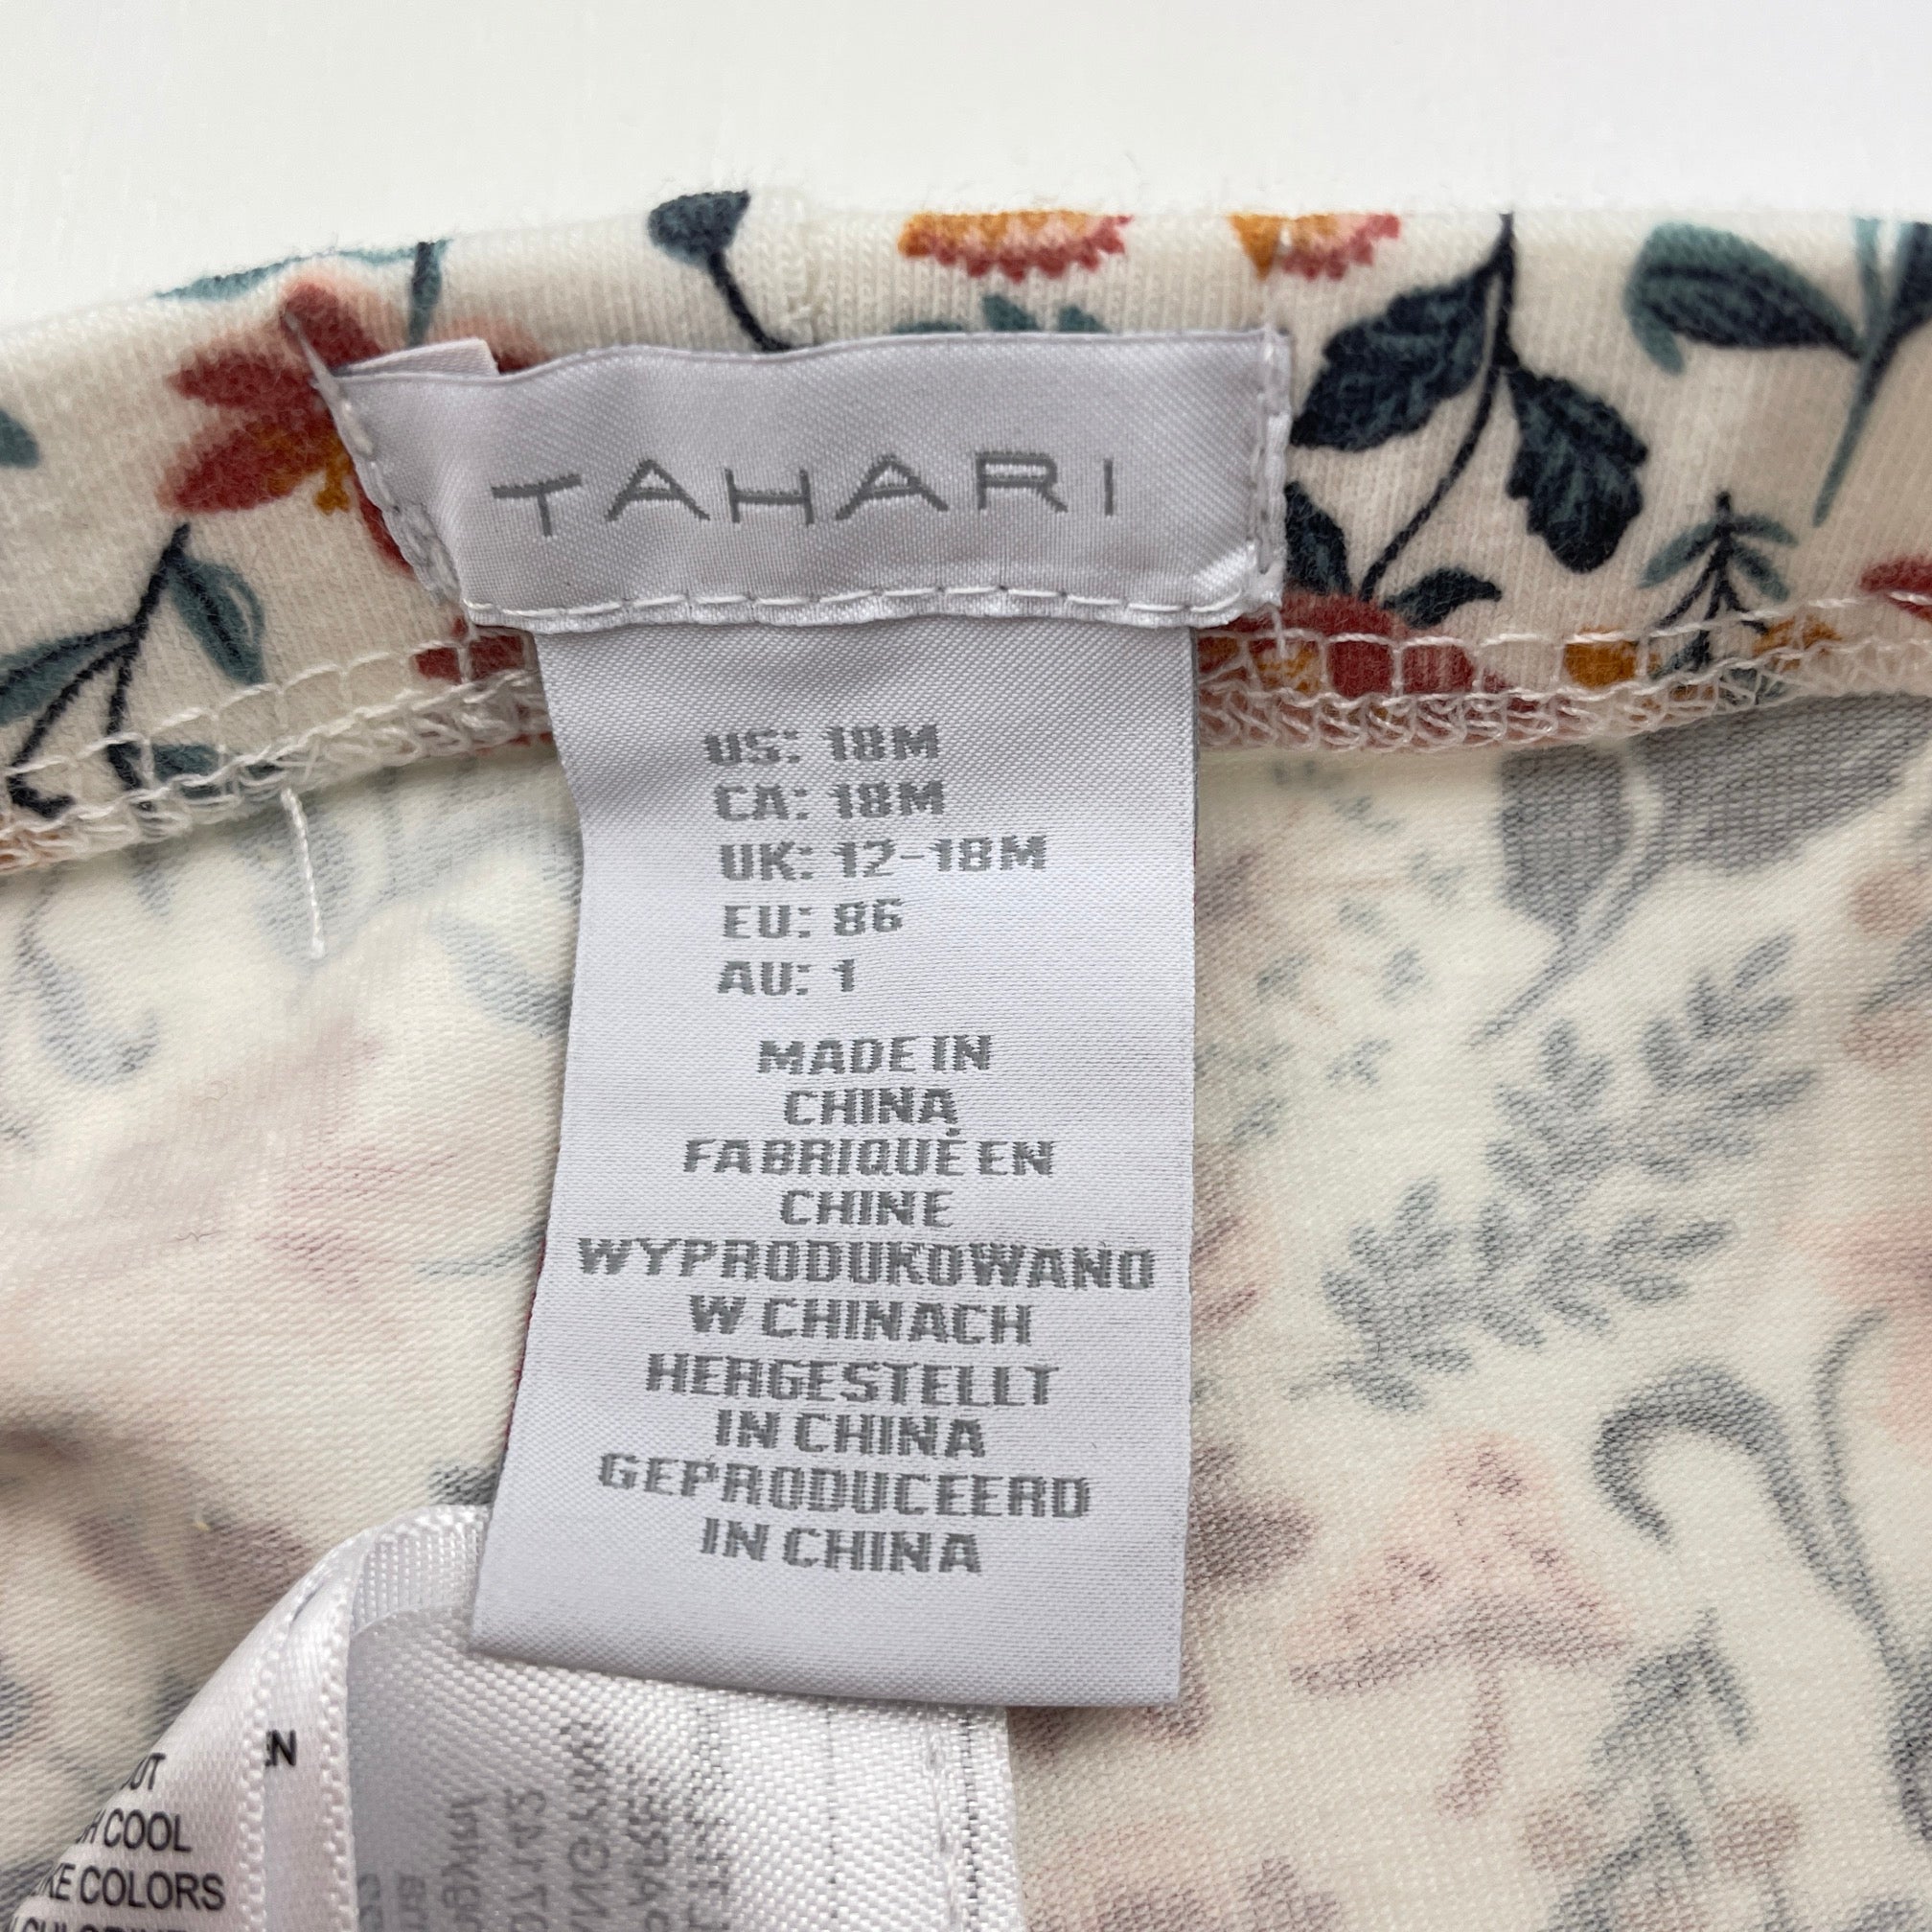 TAHARI
US: 18M
CA: 18M
UK: 12-18M
EU: 86
AU: 1
MADE IN
CHINA
FABRIQUÉ EN
CHINE
WYPRODUKOWANO
W CHINACH
HERGESTELLT
IN CHINA
GEPRODUCEERD
IN CHINA
COOL
COLORS